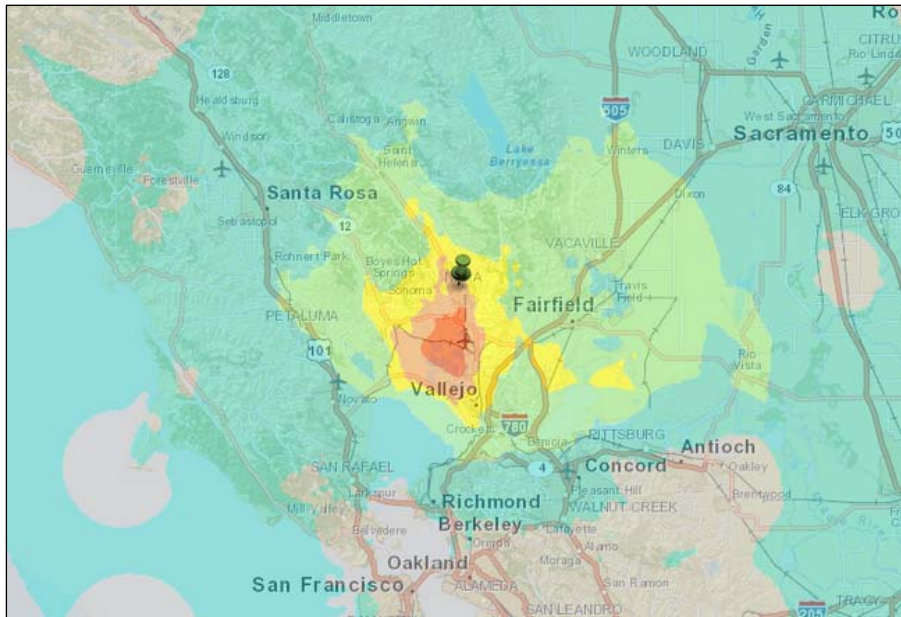 Middletown
Ro
Garden
H
WOODLAND
CITRUS
Rio Linda
128
Healdsburg
505
CARMICHAEL
Calistoga
Angwin
West Sacramento
Windsor
Lake
Berryessa
DAVIS
Sacramento
50
Saint
Helena
Winters
Guerneville
Forestville
Santa Rosa
Dixon
84
Sebastopol
12
ELK GRO
Rohnert Park
Boyes Hot
Springs
VACAVILLE
Sonoma
Travis
Field
Fairfield
PETALUMA
101
Rio
Vista
Vallejo
Novato
780
Crocket
Benicia
PITTSBURG
Antioch
SAN RAFAEL
4
Concord
Oakley
Larkspur
Pleasant Hill
Brentwood
Mill Valley
Richmond
WALNUT CREEK
Belvedere
Berkeley
Lafayette
Orinda
Alamo
Oakland
Moraga
San Francisco
ALAMEDA
San Ramon
SAN LEANDRO
TRACY
205